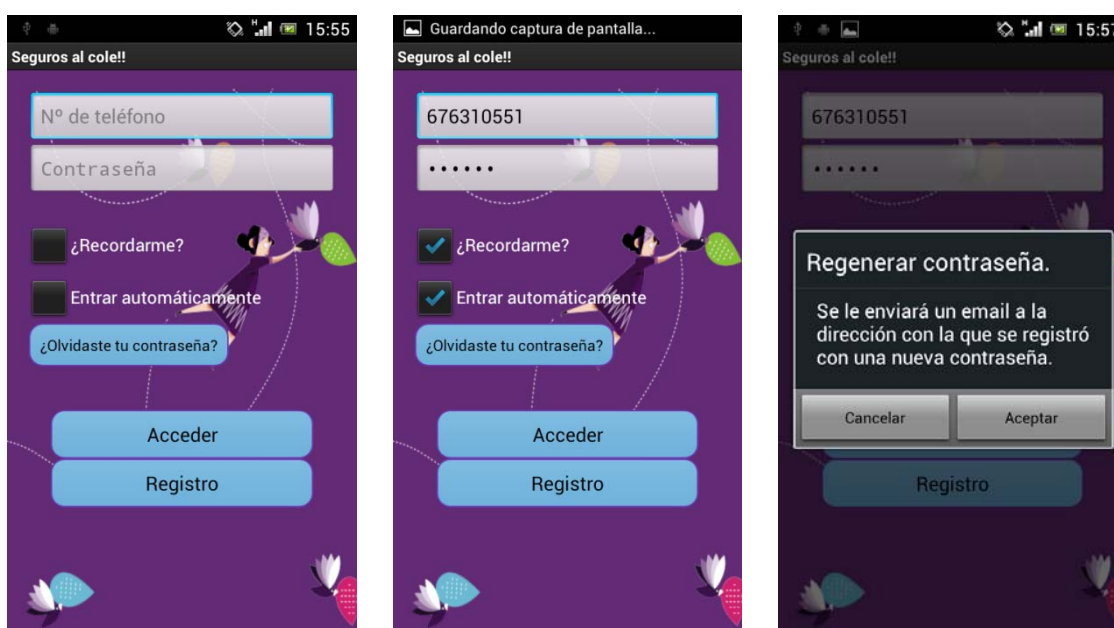 15:55
Seguros al cole!!
Nº de teléfono
Contraseña
¿Recordarme?
Entrar automáticamente
¿Olvidaste tu contraseña?
Acceder
Registro
Guardando captura de pantalla...
Seguros al cole!!
676310551
••••••
¿Recordarme?
Entrar automáticamente
¿Olvidaste tu contraseña?
Acceder
Registro
H 15:57
Seguros al cole!!
676310551
••••••
Regenerar contraseña.
Se le enviará un email a la
dirección con la que se registró
con una nueva contraseña.
Cancelar
Aceptar
Registro